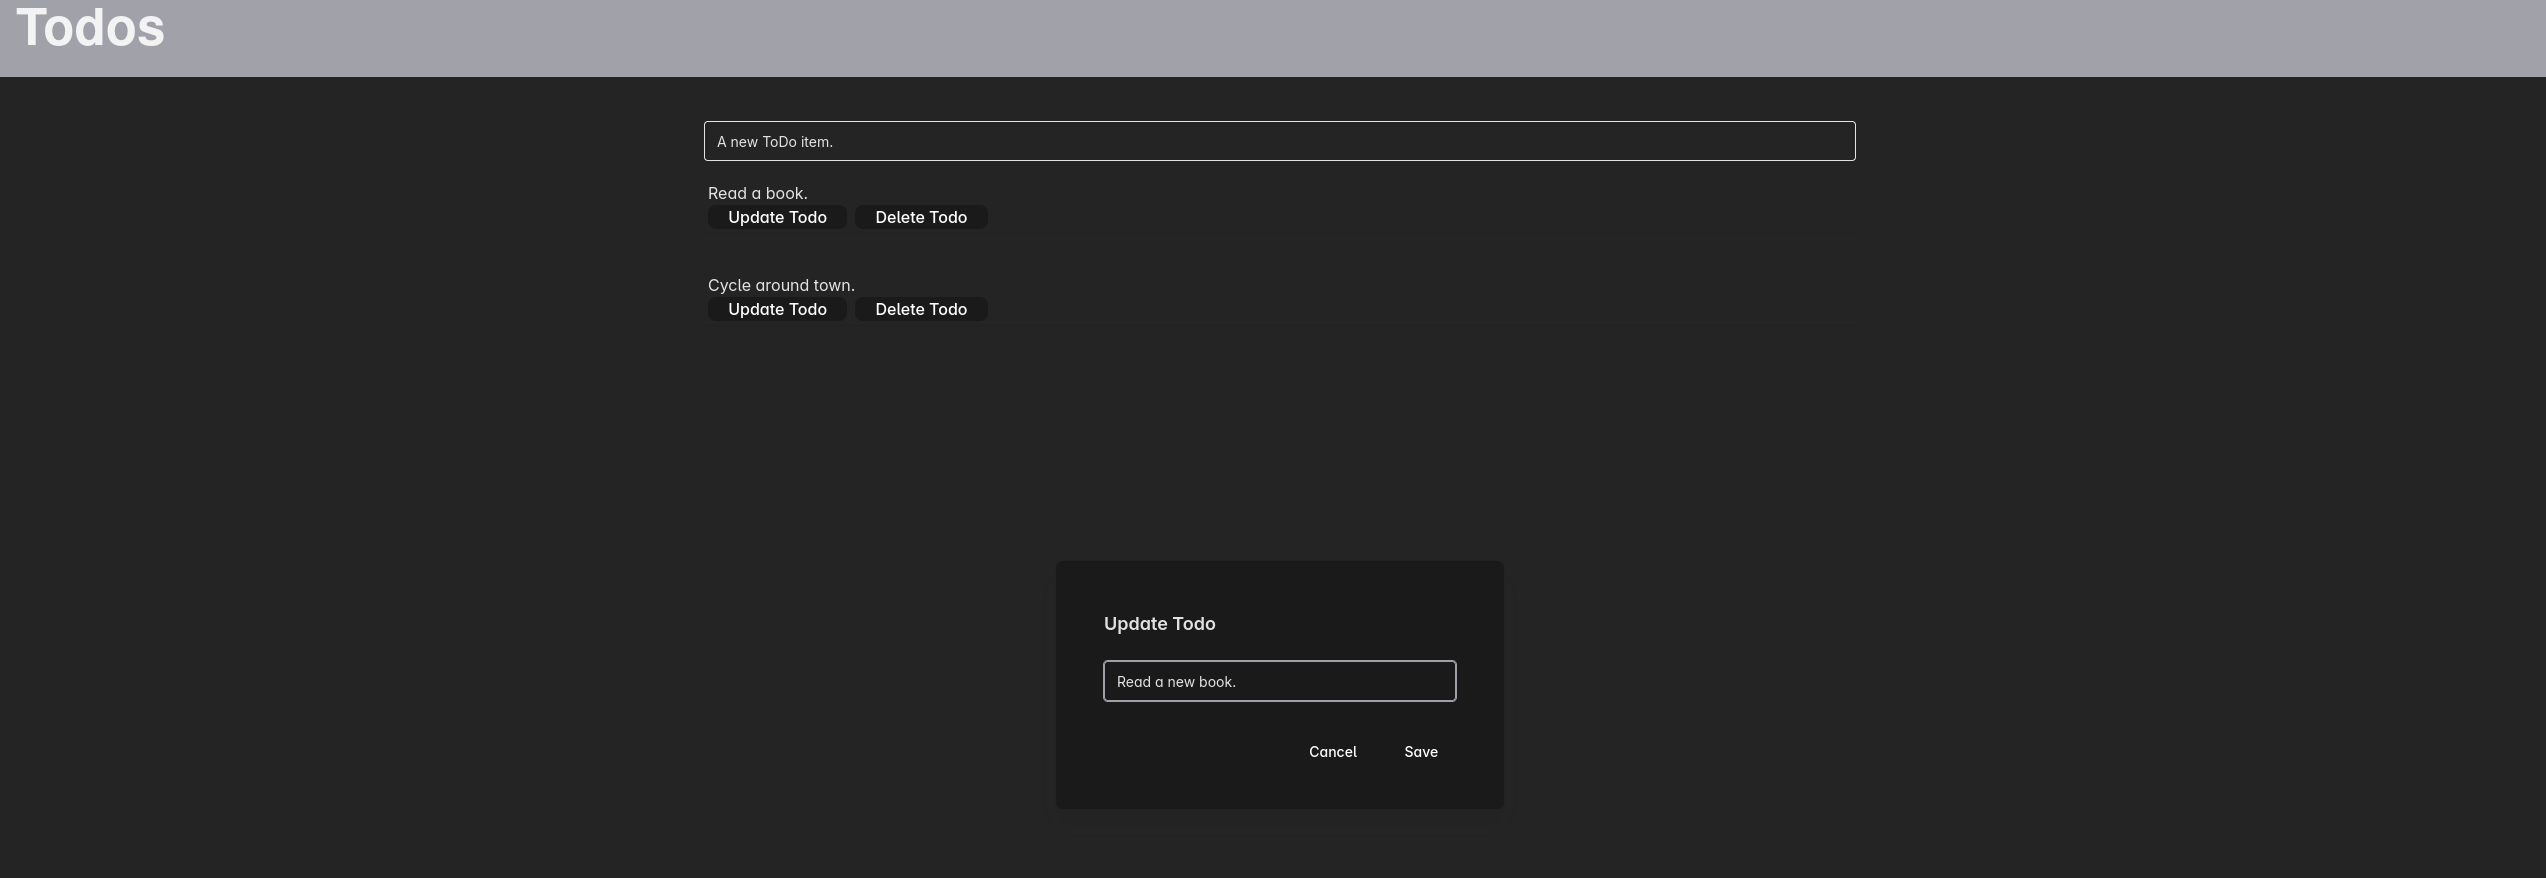 Todos
A new ToDo item.
Read a book.
Update Todo Delete Todo
Cycle around town.
Update Todo Delete Todo
Update Todo
Read a new book.
Cancel Save